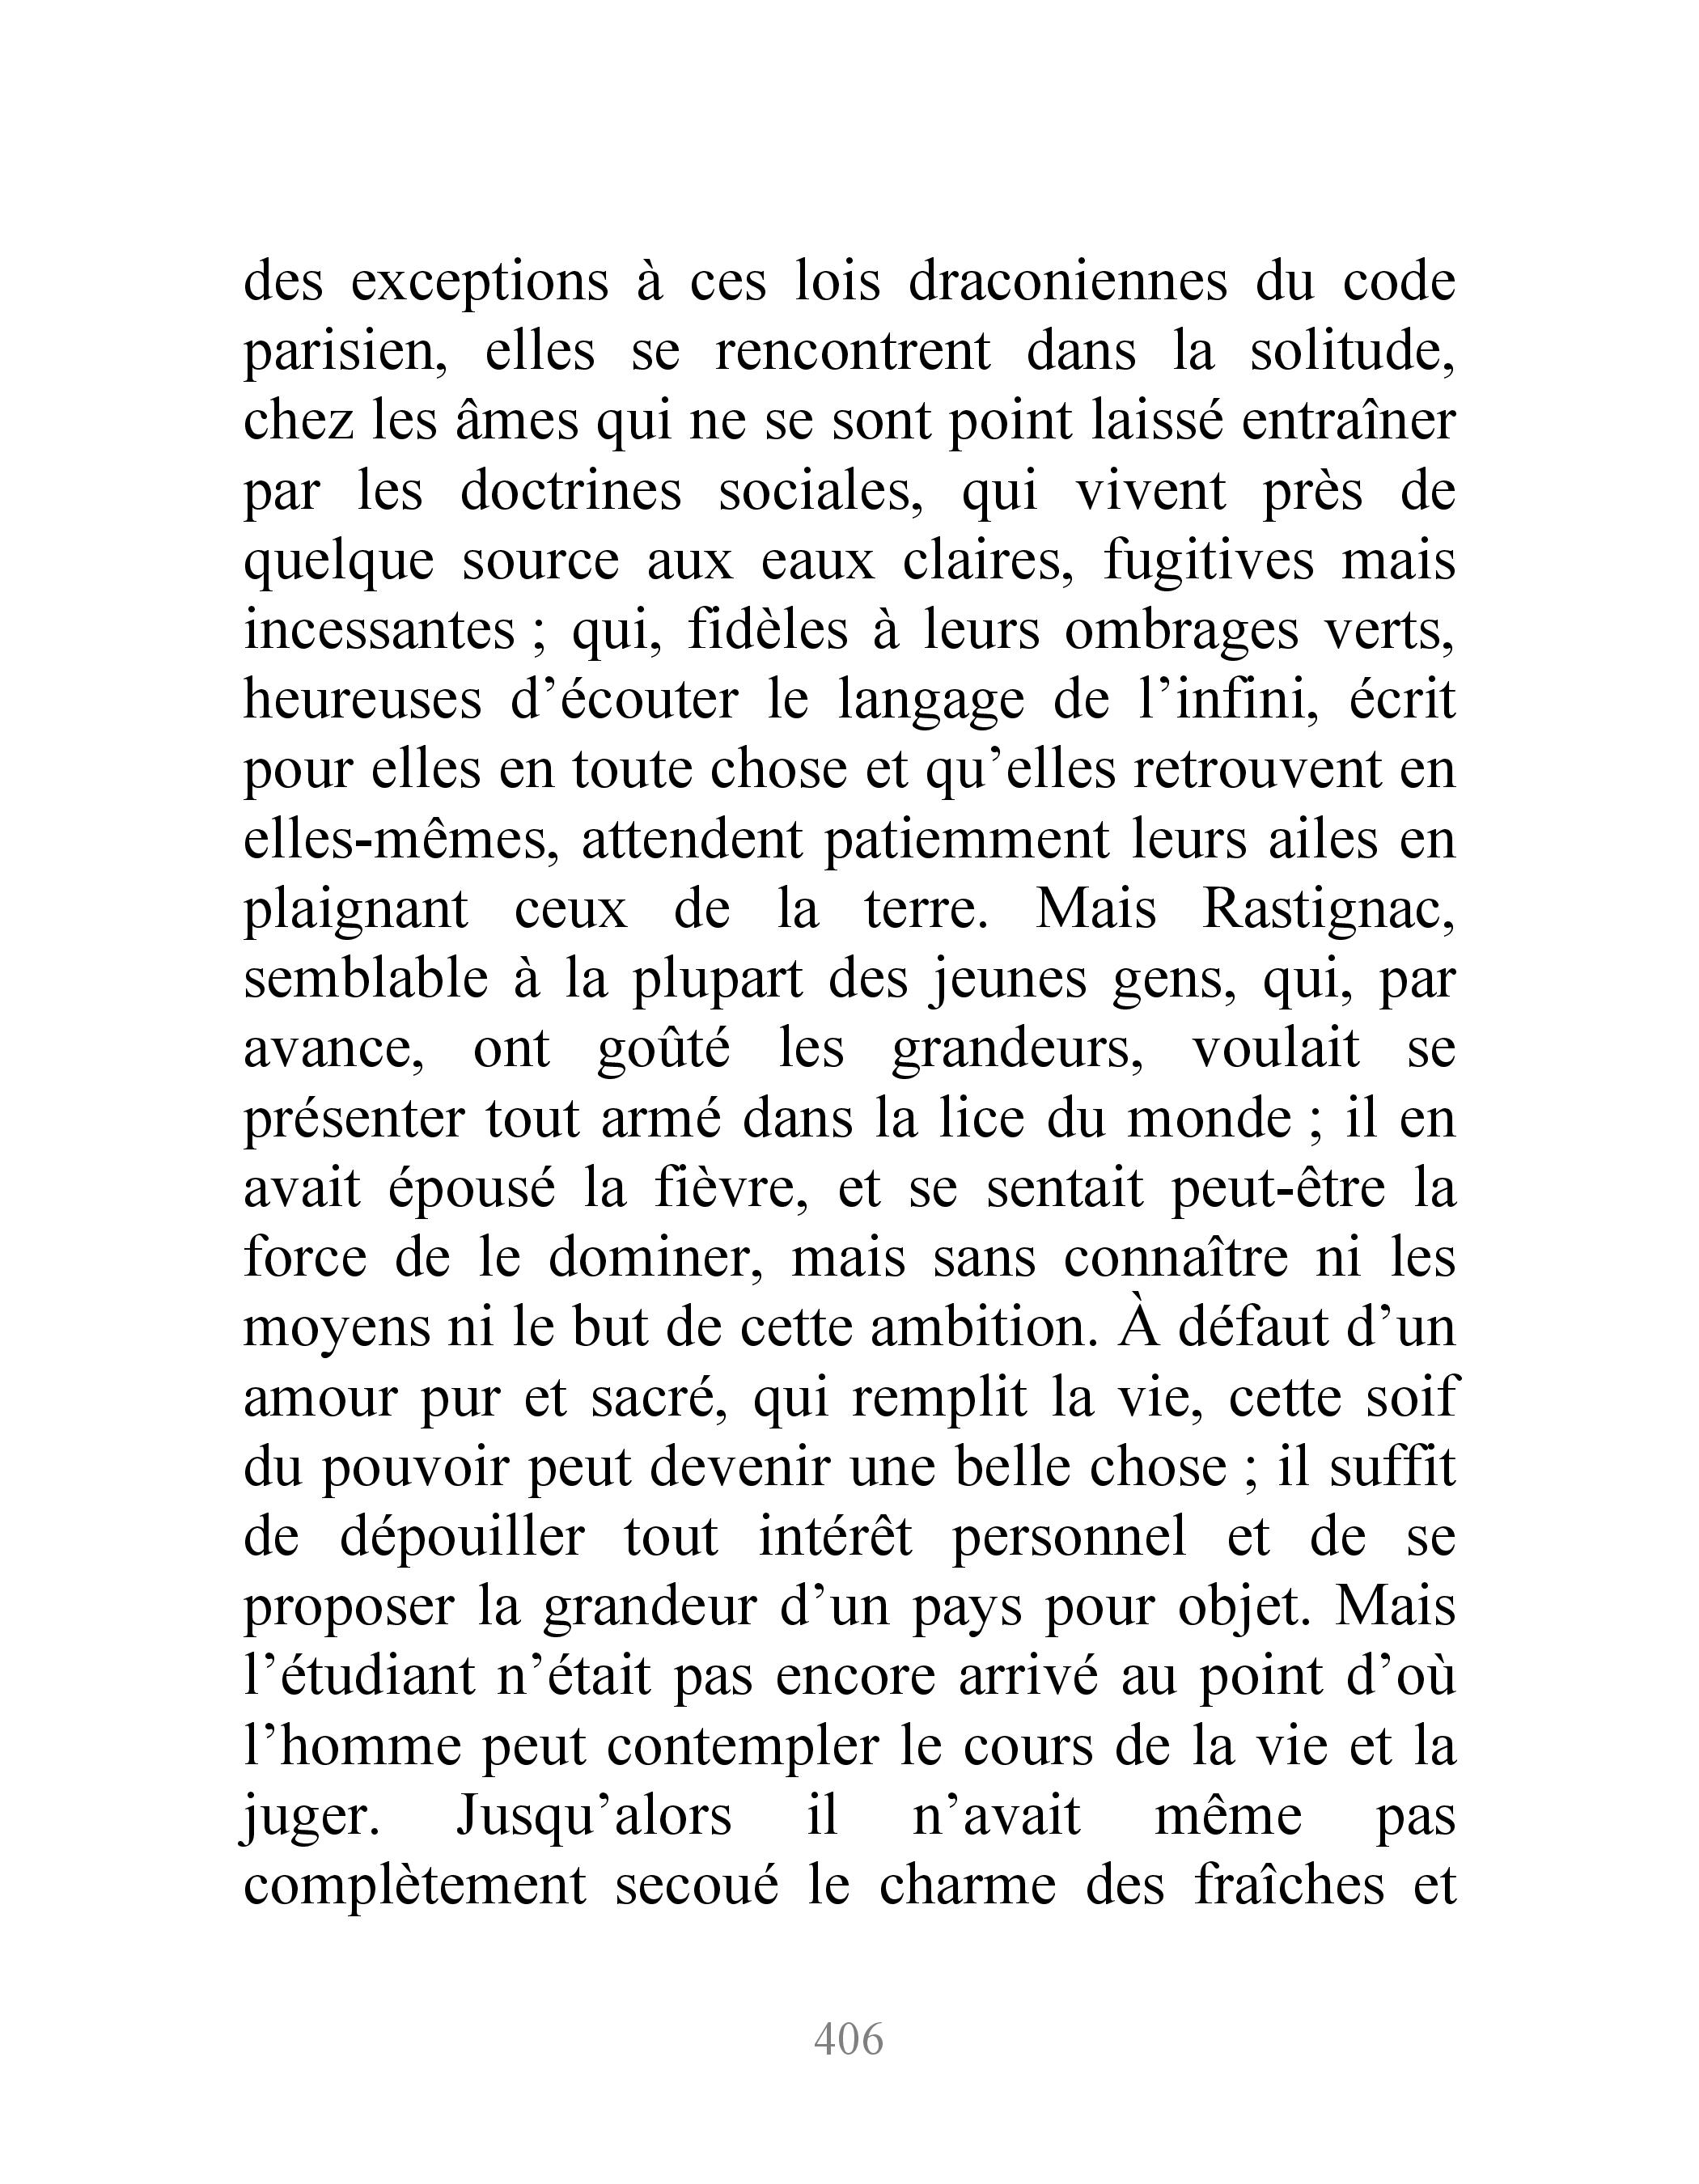 des exceptions à ces lois draconiennes du code
parisien, elles se rencontrent dans la solitude,
chez les âmes qui ne se sont point laissé entraîner
par les doctrines sociales, qui vivent près de
quelque source aux eaux claires, fugitives mais
incessantes ; qui, fidèles à leurs ombrages verts,
heureuses d’écouter le langage de l’infini, écrit
pour elles en toute chose et qu’elles retrouvent en
elles-mêmes, attendent patiemment leurs ailes en
plaignant ceux de la terre. Mais Rastignac,
semblable à la plupart des jeunes gens, qui, par
avance, ont goûté les grandeurs, voulait se
présenter tout armé dans la lice du monde ; il en
avait épousé la fièvre, et se sentait peut-être la
force de le dominer, mais sans connaître ni les
moyens ni le but de cette ambition. À défaut d’un
amour pur et sacré, qui remplit la vie, cette soif
du pouvoir peut devenir une belle chose ; il suffit
de dépouiller tout intérêt personnel et de se
proposer la grandeur d’un pays pour objet. Mais
l’étudiant n’était pas encore arrivé au point d’où
l’homme peut contempler le cours de la vie et la
juger. Jusqu’alors il n’avait même pas
complètement secoué le charme des fraîches et
406